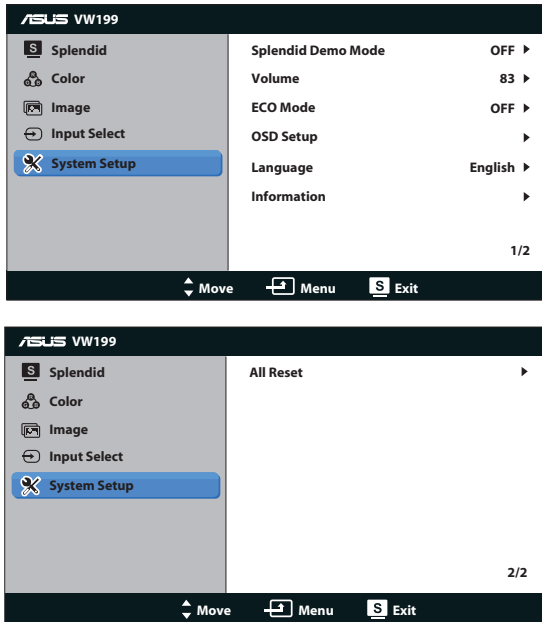 ASUS VW199
S Splendid
Splendid Demo Mode OFF
Color
Volume 83
Image
ECO Mode OFF
Input Select
OSD Setup
System Setup
Language English
Information
1/2
Move Menu S Exit
ASUS VW199
S Splendid
All Reset
Color
Image
Input Select
System Setup
2/2
Move Menu S Exit